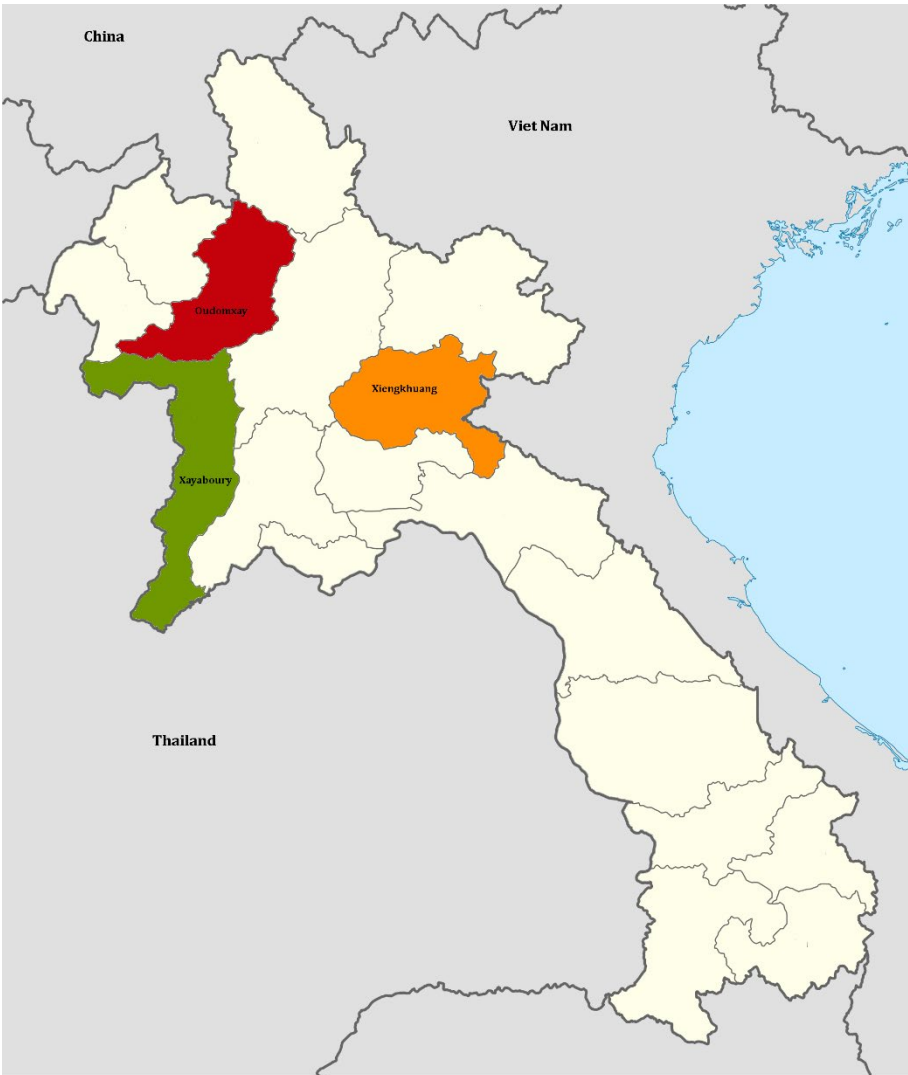 China
Viet Nam
Oudomxay
Xiengkhuang
Xayaboury
Thailand